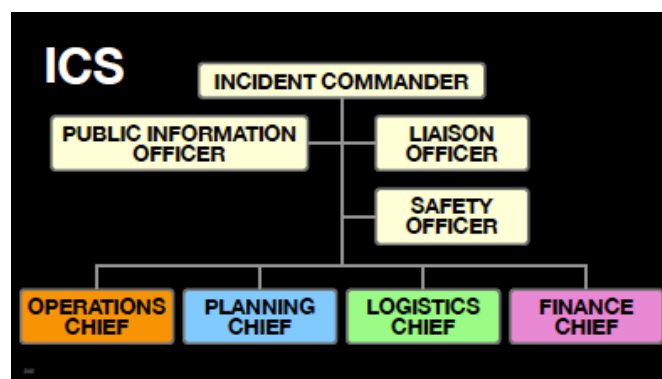 ICS
INCIDENT COMMANDER
PUBLIC INFORMATION
OFFICER
LIAISON
OFFICER
SAFETY
OFFICER
OPERATIONS
CHIEF
PLANNING
CHIEF
LOGISTICS
CHIEF
FINANCE
CHIEF